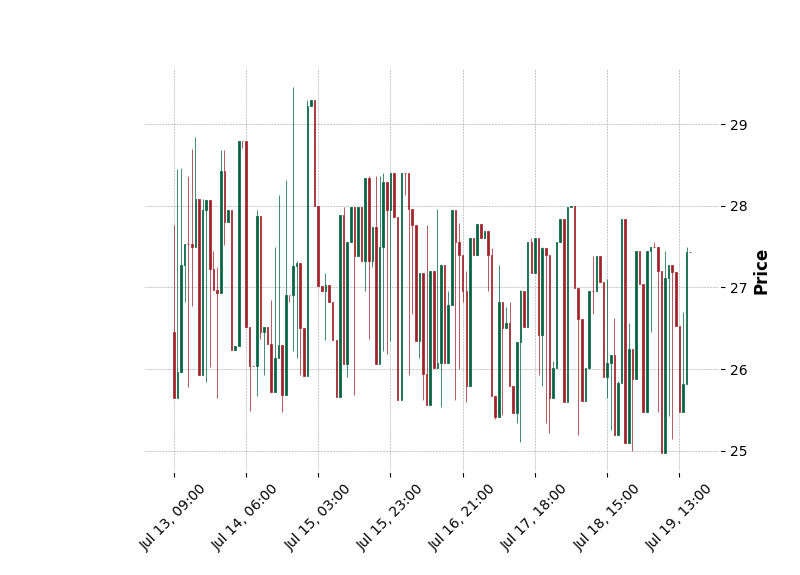 29
28
27
26
25
Price
Jul 13, 09:00
Jul 14, 06:00
Jul 15, 03:00
Jul 15, 23:00
Jul 16, 21:00
Jul 17, 18:00
Jul 18, 15:00
Jul 19, 13:00